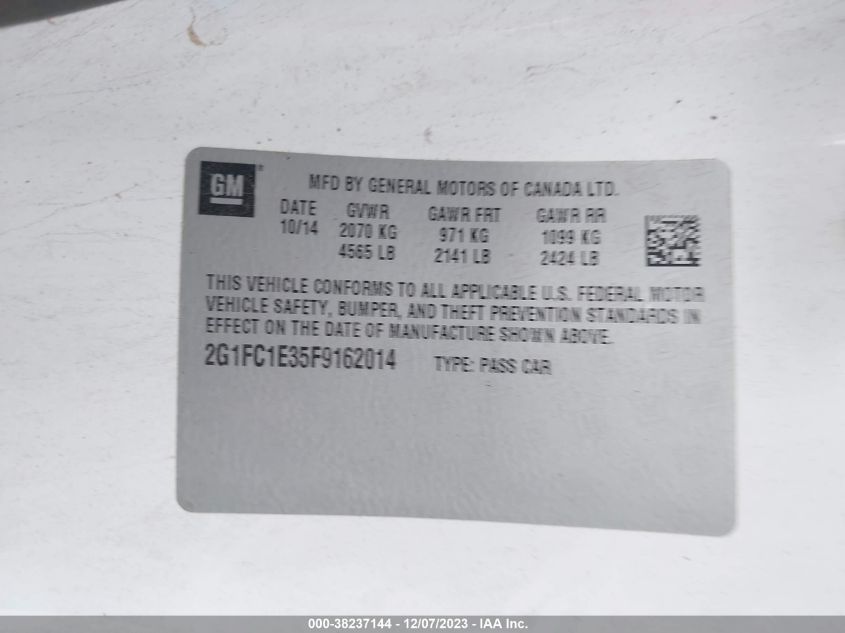 GM
MFD BY GENERAL MOTORS OF CANADA LTD.
DATE GVWR GAWR FRT GAWR RR
10/14 2070 KG 971 KG 1099 KG
4565 LB 2141 LB 2424 LB
THIS VEHICLE CONFORMS TO ALL APPLICABLE U.S. FEDERAL MOTOR
VEHICLE SAFETY, BUMPER, AND THEFT PREVENTION STANDARDS IN
EFFECT ON THE DATE OF MANUFACTURE SHOWN ABOVE.
2G1FC1E35F9162014 TYPE: PASS CAR
000-38237144 - 12/07/2023 - IAA Inc.